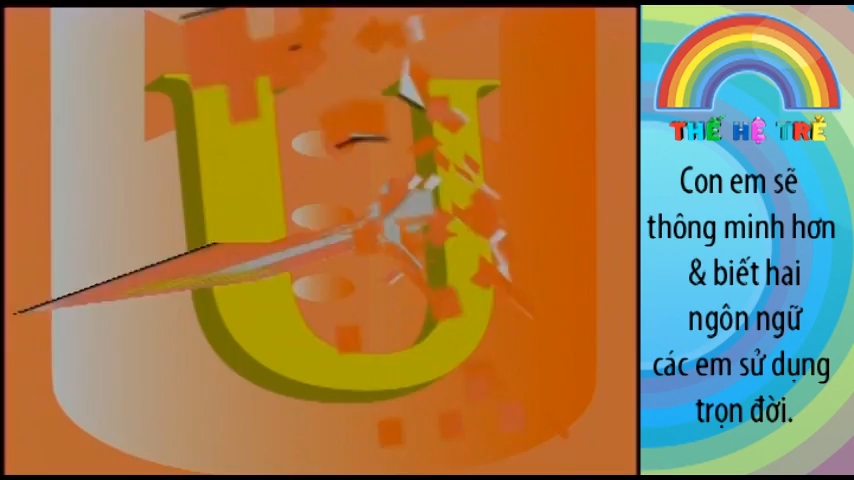 U
THẾ HỆ TRẺ
Con em sẽ
thông minh hơn
& biết hai
ngôn ngữ
các em sử dụng
trọn đời.